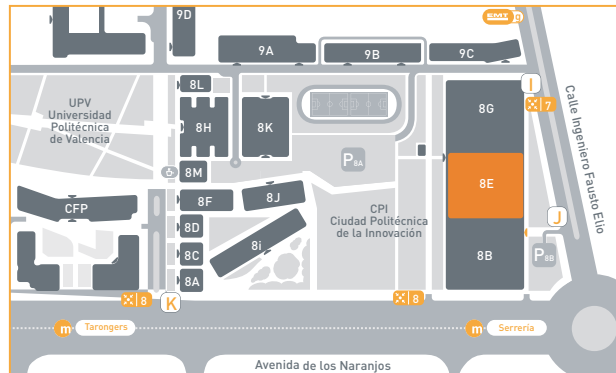 9D
9A
9B
9C
EMT
8L
I
7
8G
UPV
Universidad
Politécnica
de Valencia
8H
8K
Calle Ingeniero Fausto Elio
P8A
8M
8E
CFP
8F
8J
CPI
Ciudad Politécnica
de la Innovación
J
8D
8i
8C
8B
P8B
8A
8
K
8
m
Tarongers
m
Serrería
Avenida de los Naranjos